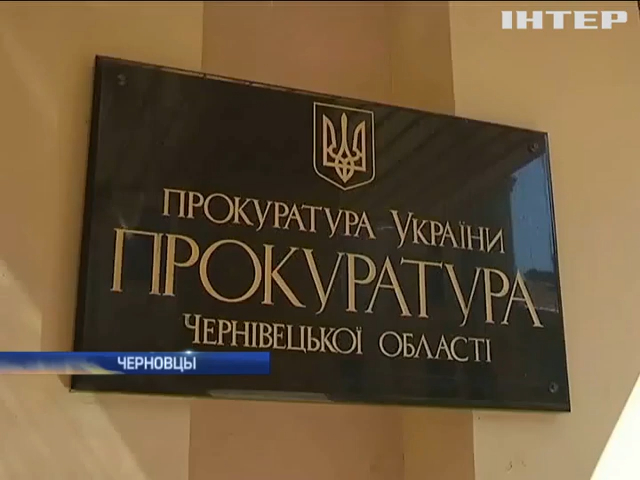 ІНТЕР
ПРОКУРАТУРА УКРАЇНИ
ПРОКУРАТУРА
ЧЕРНІВЕЦЬКОЇ ОБЛАСТІ
ЧЕРНОВЦЫ